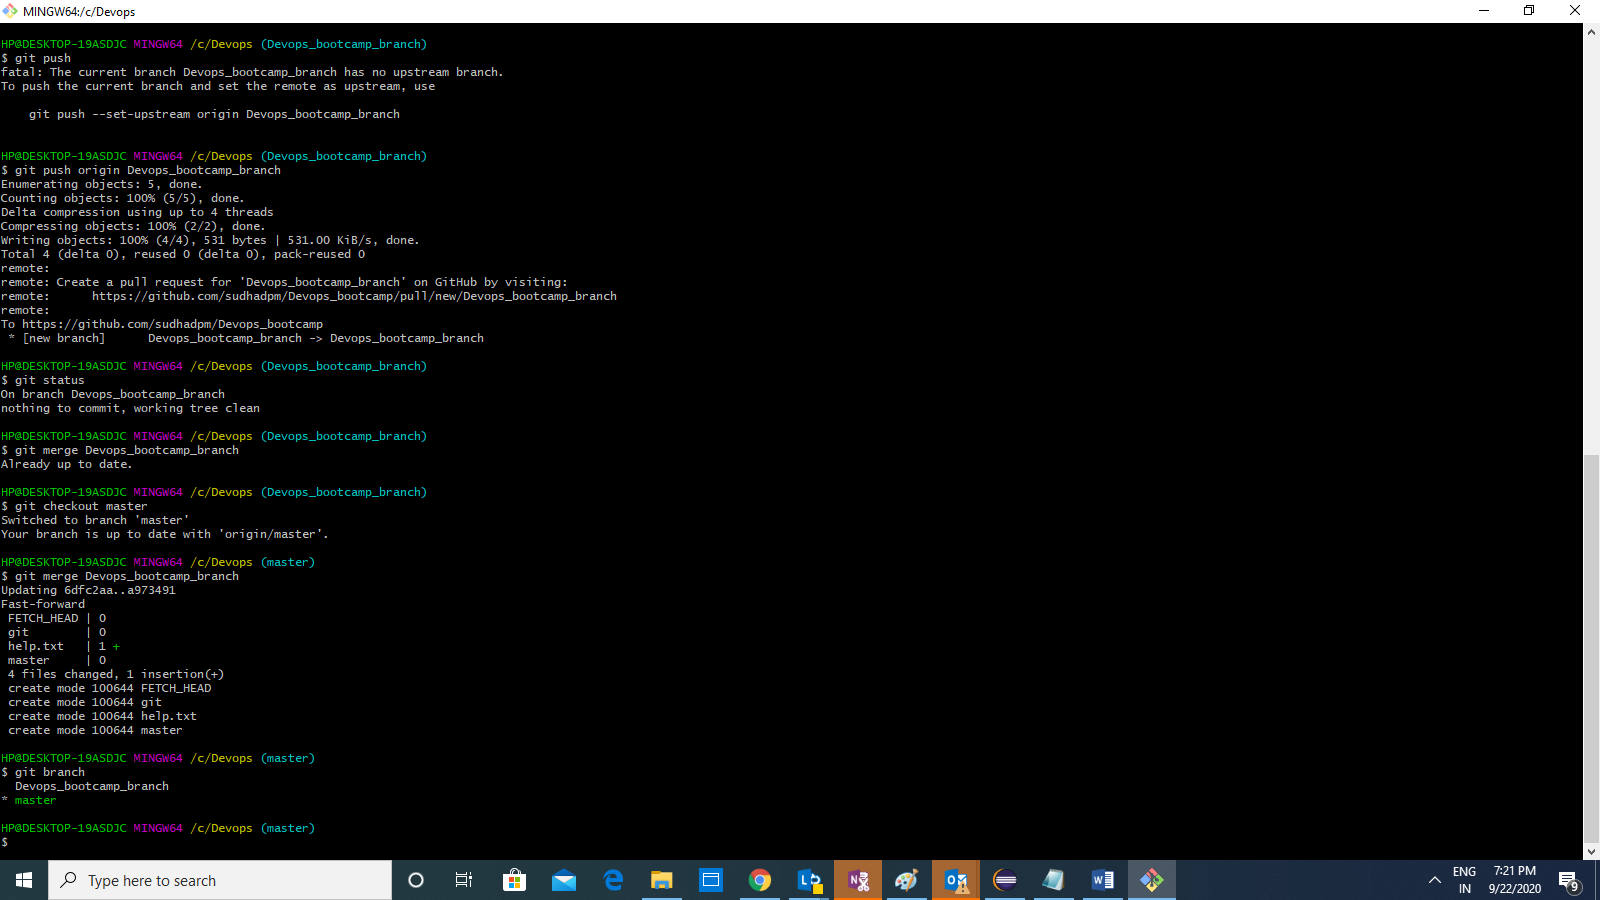 MINGW64:/c/Devops
HP@DESKTOP-19ASDJC MINGW64 /c/Devops (Devops_bootcamp_branch)
$ git push
fatal: The current branch Devops_bootcamp_branch has no upstream branch.
To push the current branch and set the remote as upstream, use
git push --set-upstream origin Devops_bootcamp_branch
HP@DESKTOP-19ASDJC MINGW64 /c/Devops (Devops_bootcamp_branch)
$ git push origin Devops_bootcamp_branch
Enumerating objects: 5, done.
Counting objects: 100% (5/5), done.
Delta compression using up to 4 threads
Compressing objects: 100% (2/2), done.
Writing objects: 100% (4/4), 531 bytes | 531.00 KiB/s, done.
Total 4 (delta 0), reused 0 (delta 0), pack-reused 0
remote:
remote: Create a pull request for 'Devops_bootcamp_branch' on GitHub by visiting:
remote:      https://github.com/sudhadpm/Devops_bootcamp/pull/new/Devops_bootcamp_branch
remote:
To https://github.com/sudhadpm/Devops_bootcamp
* [new branch]      Devops_bootcamp_branch -> Devops_bootcamp_branch
HP@DESKTOP-19ASDJC MINGW64 /c/Devops (Devops_bootcamp_branch)
$ git status
On branch Devops_bootcamp_branch
nothing to commit, working tree clean
HP@DESKTOP-19ASDJC MINGW64 /c/Devops (Devops_bootcamp_branch)
$ git merge Devops_bootcamp_branch
Already up to date.
HP@DESKTOP-19ASDJC MINGW64 /c/Devops (Devops_bootcamp_branch)
$ git checkout master
Switched to branch 'master'
Your branch is up to date with 'origin/master'.
HP@DESKTOP-19ASDJC MINGW64 /c/Devops (master)
$ git merge Devops_bootcamp_branch
Updating 6dfc2aa..a973491
Fast-forward
FETCH_HEAD | 0
git        | 0
help.txt   | 1 +
master     | 0
4 files changed, 1 insertion(+)
create mode 100644 FETCH_HEAD
create mode 100644 git
create mode 100644 help.txt
create mode 100644 master
HP@DESKTOP-19ASDJC MINGW64 /c/Devops (master)
$ git branch
Devops_bootcamp_branch
* master
HP@DESKTOP-19ASDJC MINGW64 /c/Devops (master)
$
Type here to search
ENG
IN
7:21 PM
9/22/2020
9